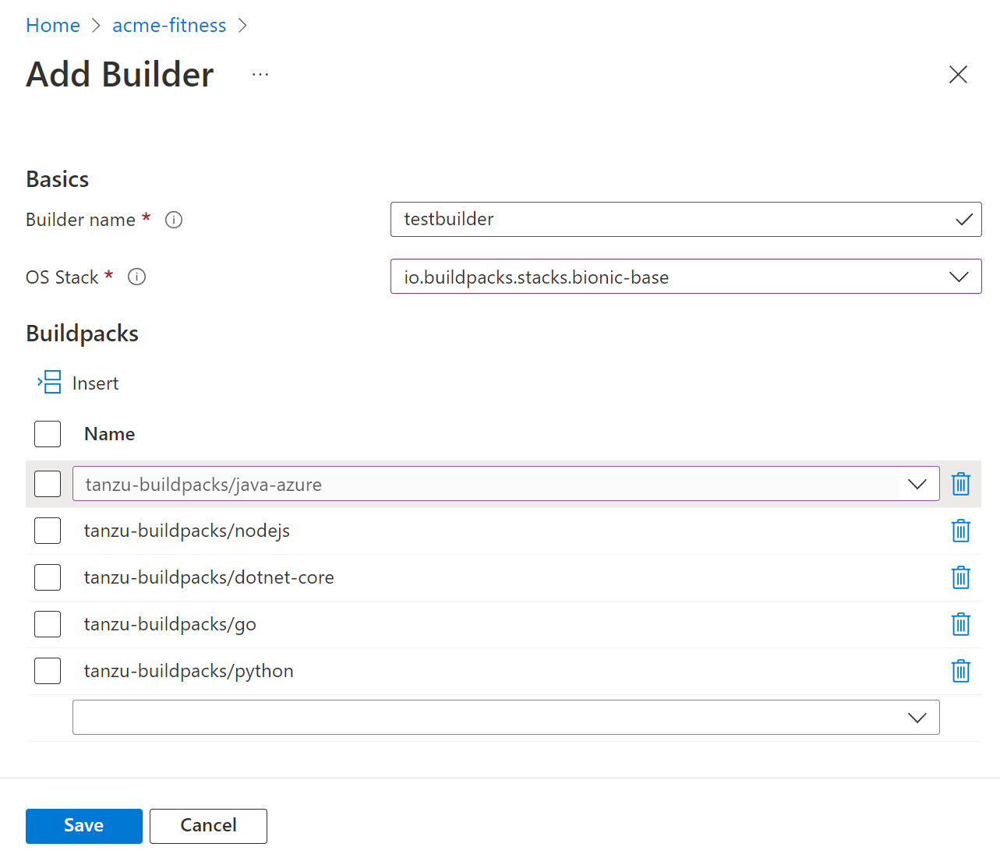 Home > acme-fitness >
Add Builder ...
Basics
Builder name * testbuilder
OS Stack * io.buildpacks.stacks.bionic-base
Buildpacks
Insert
Name
tanzu-buildpacks/java-azure
tanzu-buildpacks/nodejs
tanzu-buildpacks/dotnet-core
tanzu-buildpacks/go
tanzu-buildpacks/python
Save Cancel